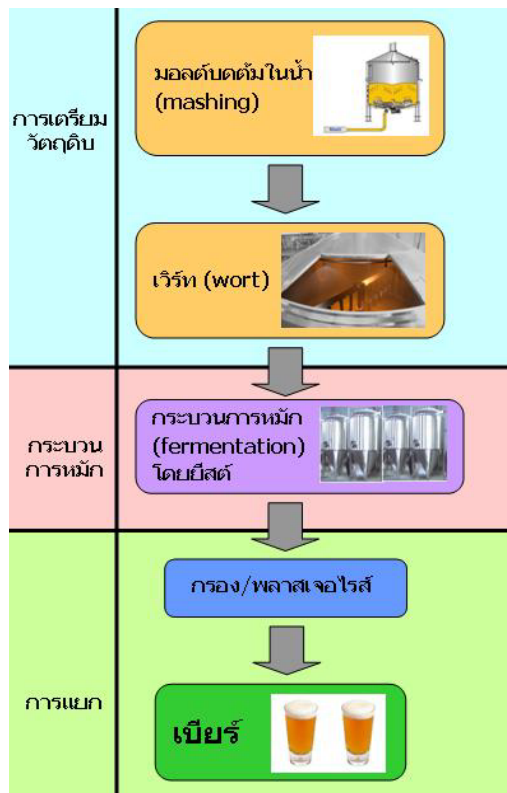 การเตรียม
วัตถุดิบ
มอลต์บดต้มในน้ำ
(mashing)
เวิร์ท (wort)
กระบวน
การหมัก
กระบวนการหมัก
(fermentation)
โดยยีสต์
การแยก
กรอง/พลาสเจอไรส์
เบียร์